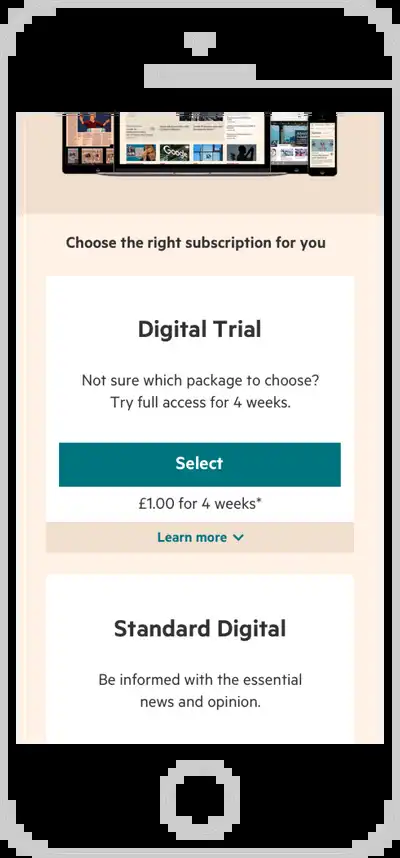 Google
Choose the right subscription for you
Digital Trial
Not sure which package to choose?
Try full access for 4 weeks.
Select
£1.00 for 4 weeks*
Learn more
Standard Digital
Be informed with the essential
news and opinion.